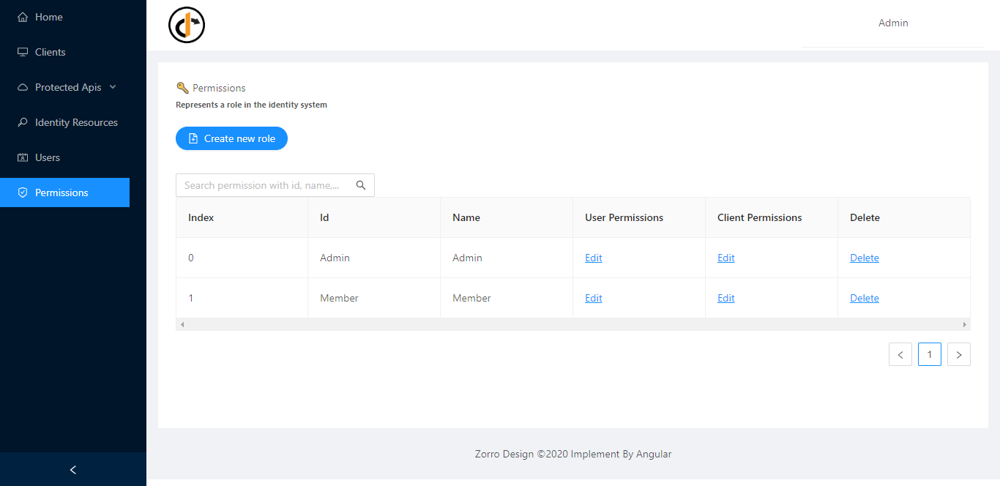 Home
Clients
Protected Apis
Identity Resources
Users
Permissions
Admin
Permissions
Represents a role in the identity system
Create new role
Search permission with id, name,...
Index Id Name User Permissions Client Permissions Delete
0 Admin Admin Edit Edit Delete
1 Member Member Edit Edit Delete
< 1 >
Zorro Design ©2020 Implement By Angular